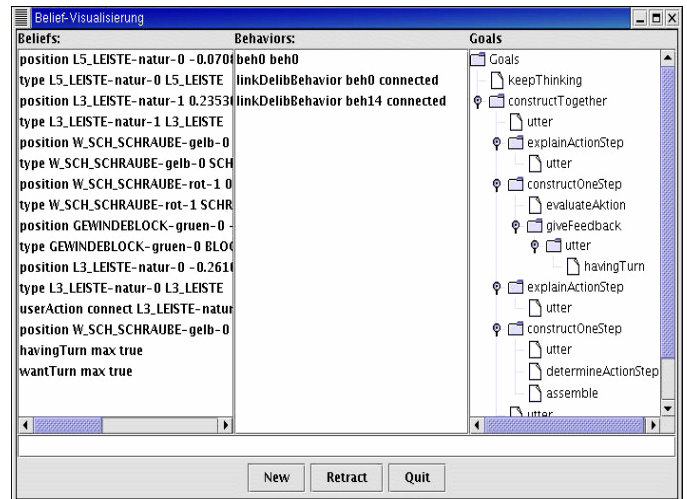 Belief-Visualisierung
Beliefs:
position L5_LEISTE-natur-0 -0.070
type L5_LEISTE-natur-0 L5_LEISTE
position L3_LEISTE-natur-1 0.2353
type L3_LEISTE-natur-1 L3_LEISTE
position W_SCH_SCHRAUBE-gelb-0
type W_SCH_SCHRAUBE-gelb-0 SCH
position W_SCH_SCHRAUBE-rot-1 0
type W_SCH_SCHRAUBE-rot-1 SCHR
position GEWINDEBLOCK-gruen-0 -
type GEWINDEBLOCK-gruen-0 BLO
position L3_LEISTE-natur-0 -0.261
type L3_LEISTE-natur-0 L3_LEISTE
userAction connect L3_LEISTE-natur
position W_SCH_SCHRAUBE-gelb-0
havingTurn max true
wantTurn max true
Behaviors:
beh0 beh0
linkDelibBehavior beh0 connected
linkDelibBehavior beh14 connected
Goals
Goals
keepThinking
constructTogether
utter
explainActionStep
utter
constructOneStep
evaluateAktion
giveFeedback
utter
havingTurn
explainActionStep
utter
constructOneStep
utter
determineActionStep
assemble
utter
New Retract Quit